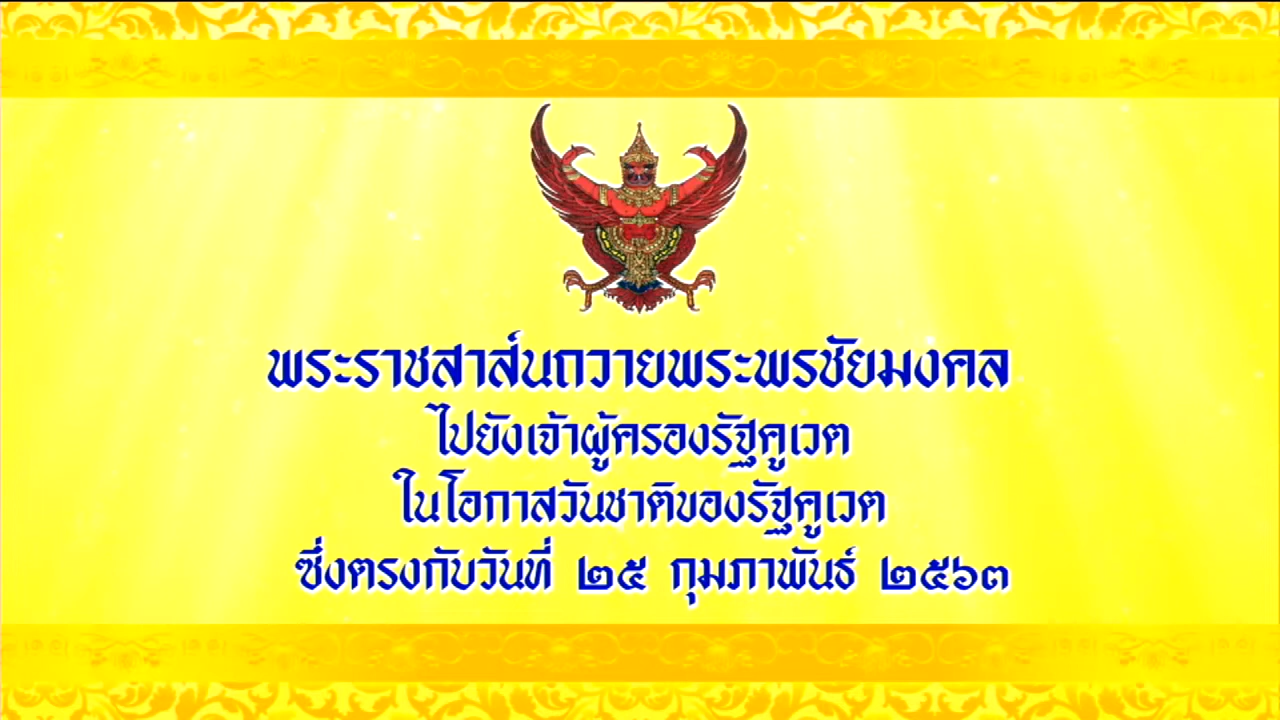 พระราชสาส์นถวายพระพรชัยมงคล
ไปยังเจ้าผู้ครองรัฐคูเวต
ในโอกาสวันชาติของรัฐคูเวต
ซึ่งตรงกับวันที่ ๒๕ กุมภาพันธ์ ๒๕๖๓